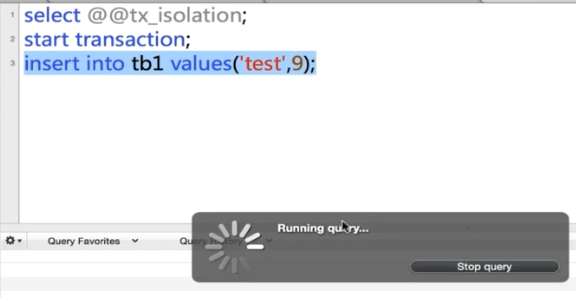 1 select @@tx_isolation;
2 start transaction;
3 insert into tb1 values('test',9);
Running query...
Query Favorites Query History
Stop query